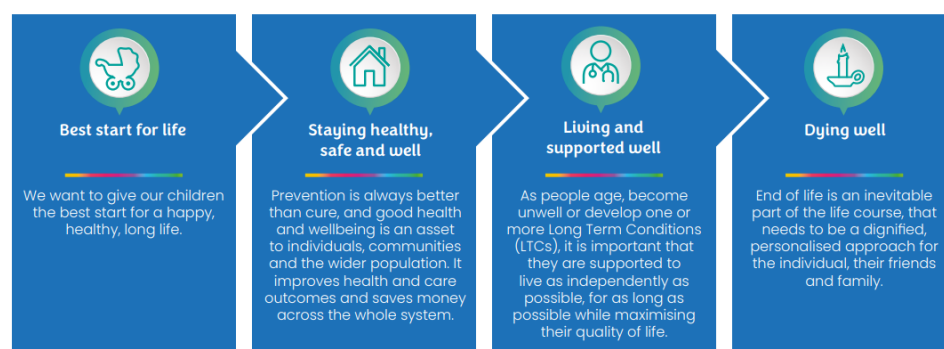 Best start for life
We want to give our children
the best start for a happy,
healthy, long life.
Staying healthy,
safe and well
Prevention is always better
than cure, and good health
and wellbeing is an asset
to individuals, communities
and the wider population. It
improves health and care
outcomes and saves money
across the whole system.
Living and
supported well
As people age, become
unwell or develop one or
more Long Term Conditions
(LTCs), it is important that
they are supported to
live as independently as
possible, for as long as
possible while maximising
their quality of life.
Dying well
End of life is an inevitable
part of the life course, that
needs to be a dignified,
personalised approach for
the individual, their friends
and family.